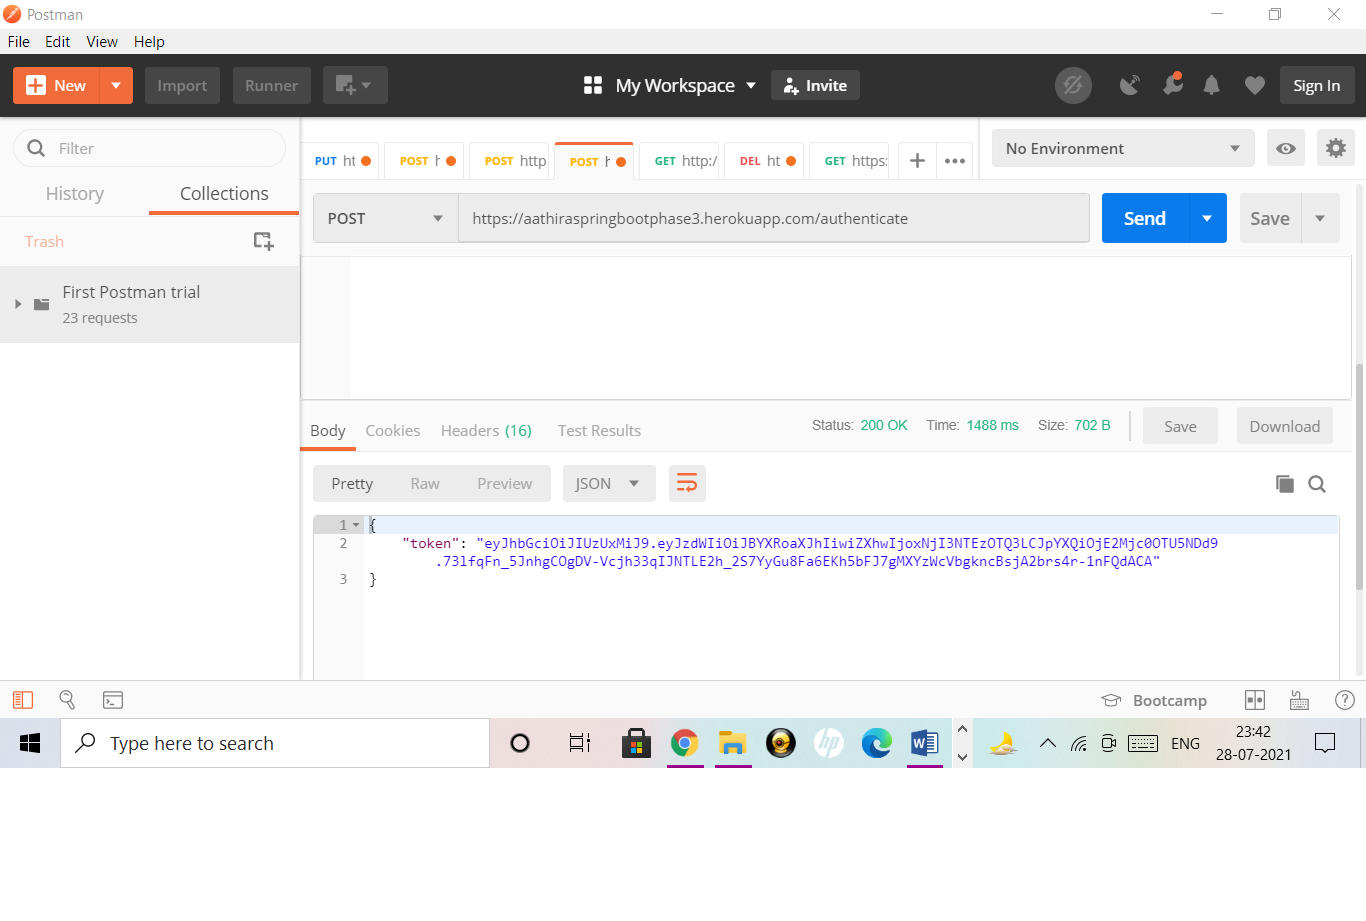 Postman
File Edit View Help
New Import Runner My Workspace Invite Sign In
Filter
History Collections
Trash
First Postman trial
23 requests
PUT ht POST h POST http POST h GET http:/ DEL ht GET https: + •••
No Environment
POST https://aathiraspringbootphase3.herokuapp.com/authenticate Send Save
Body Cookies Headers (16) Test Results Status: 200 OK Time: 1488 ms Size: 702 B Save Download
Pretty Raw Preview JSON
1 {
2 "token": "eyJhbGciOiJIUzUxMiJ9.eyJzdWIiOiJBYXRoaXJhIiwiZXhwIjoxNjI3NTEzOTQ3LCJpYXQiOjE2Mjc0OTU5NDd9
.731fqFn_5JnhgCOgDV-Vcjh33qIJNTLE2h_2S7YyGu8Fa6EKh5bFJ7gMXYzWcVbgkncBsjA2brs4r-1nFQdACA"
3 }
Bootcamp
Type here to search
hp
W
ENG
23:42
28-07-2021